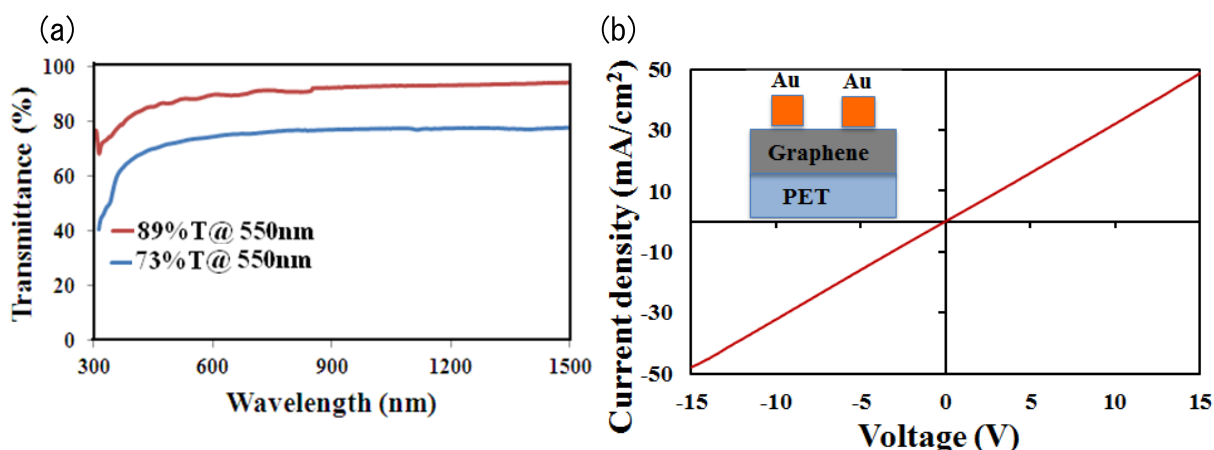 (a)
100
80
60
40
20
0
Transmittance (%)
89%T@ 550nm
73%T@ 550nm
300 600 900 1200 1500
Wavelength (nm)
(b)
50
30
10
-10
-30
-50
Current density (mA/cm²)
Au Au
Graphene
PET
-15 -10 -5 0 5 10 15
Voltage (V)